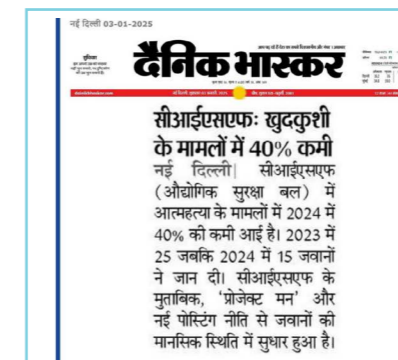 नई दिल्ली 03-01-2025
दैनिक भास्कर
सीआईएसएफः खुदकुशी
के मामलों में 40% कमी
नई दिल्ली| सीआईएसएफ
(औद्योगिक सुरक्षा बल) में
आत्महत्या के मामलों में 2024 में
40% की कमी आई है। 2023 में
25 जबकि 2024 में 15 जवानों
ने जान दी। सीआईएसएफ के
मुताबिक, 'प्रोजेक्ट मन' और
नई पोस्टिंग नीति से जवानों की
मानसिक स्थिति में सुधार हुआ है।